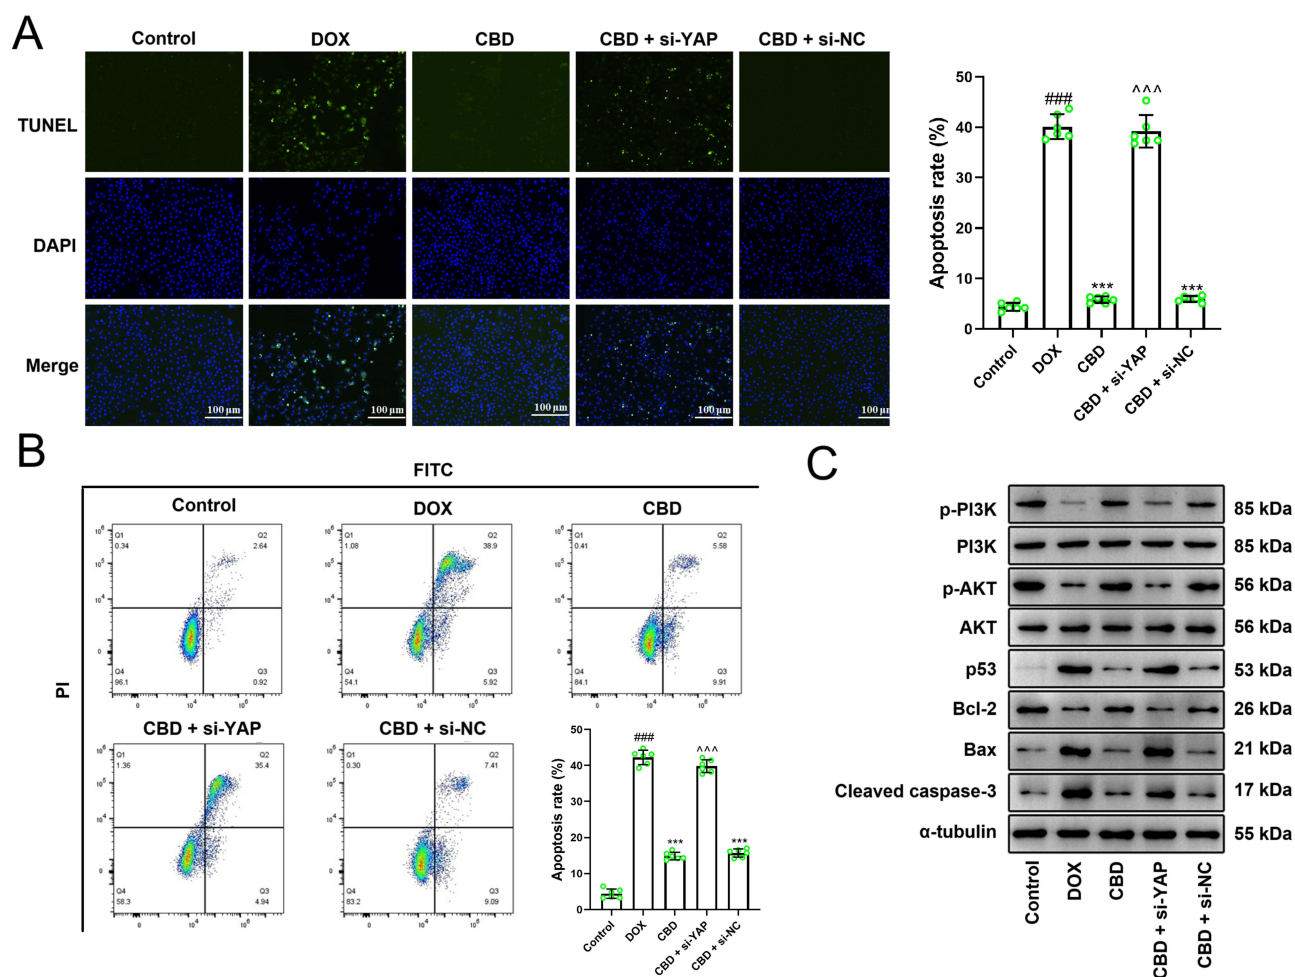 A
Control DOX CBD CBD + si-YAP CBD + si-NC
TUNEL
DAPI
Merge
100 μm 100 μm 100 μm 100 μm 100 μm
Apoptosis rate (%)
50
40
30
20
10
0
###
***
^^^
***
Control DOX CBD CBD + si-YAP CBD + si-NC
B
FITC
PI
Control
Q1 0.34
Q2 2.64
Q4 96.1
Q3 0.92
DOX
Q1 1.08
Q2 38.9
Q4 54.1
Q3 5.92
CBD
Q1 0.41
Q2 5.58
Q4 84.1
Q3 9.91
CBD + si-YAP
Q1 1.36
Q2 35.4
Q4 58.3
Q3 4.94
CBD + si-NC
Q1 0.30
Q2 7.41
Q4 83.2
Q3 9.09
Apoptosis rate (%)
50
40
30
20
10
0
###
***
^^^
***
Control DOX CBD CBD + si-YAP CBD + si-NC
C
p-PI3K 85 kDa
PI3K 85 kDa
p-AKT 56 kDa
AKT 56 kDa
p53 53 kDa
Bcl-2 26 kDa
Bax 21 kDa
Cleaved caspase-3 17 kDa
α-tubulin 55 kDa
Control DOX CBD CBD + si-YAP CBD + si-NC